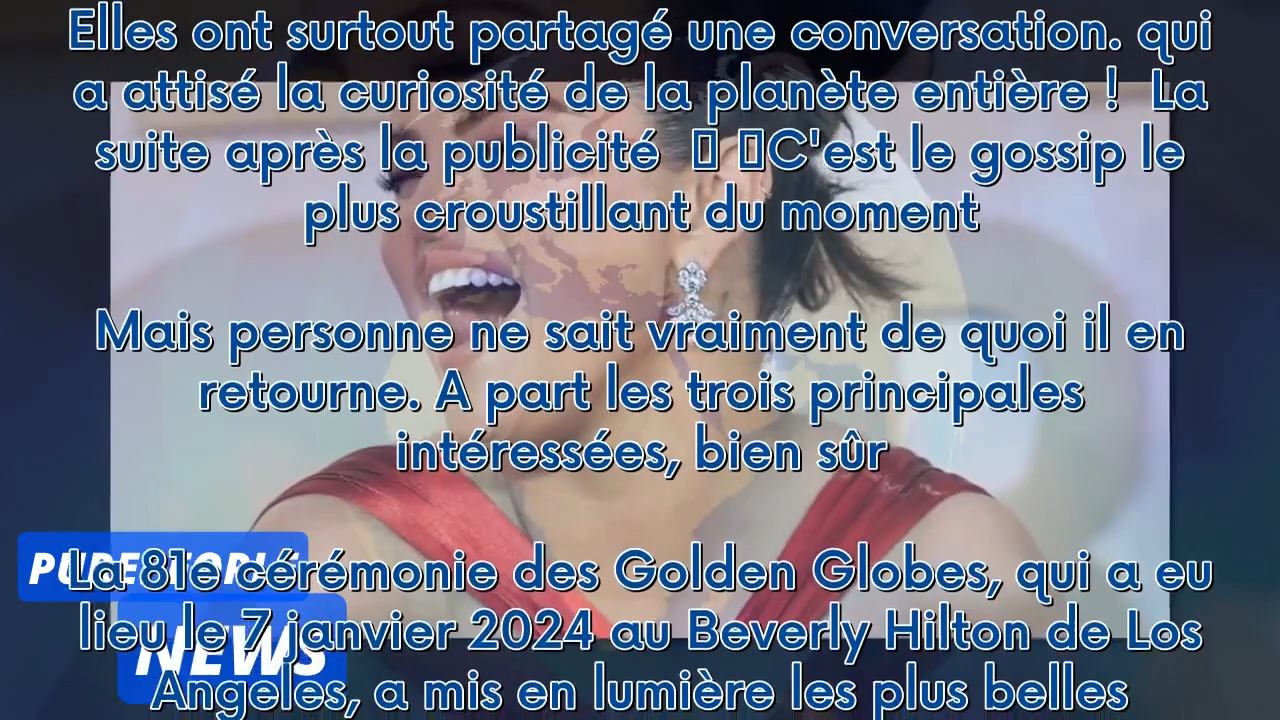 Elles ont surtout partagé une conversation. qui
a attisé la curiosité de la planète entière ! La
suite après la publicité C'est le gossip le
plus croustillant du moment
Mais personne ne sait vraiment de quoi il en
retourne. A part les trois principales
intéressées, bien sûr
La 81e cérémonie des Golden Globes, qui a eu
lieu le 7 janvier 2024 au Beverly Hilton de Los
NEWS
Angeles, a mis en lumière les plus belles